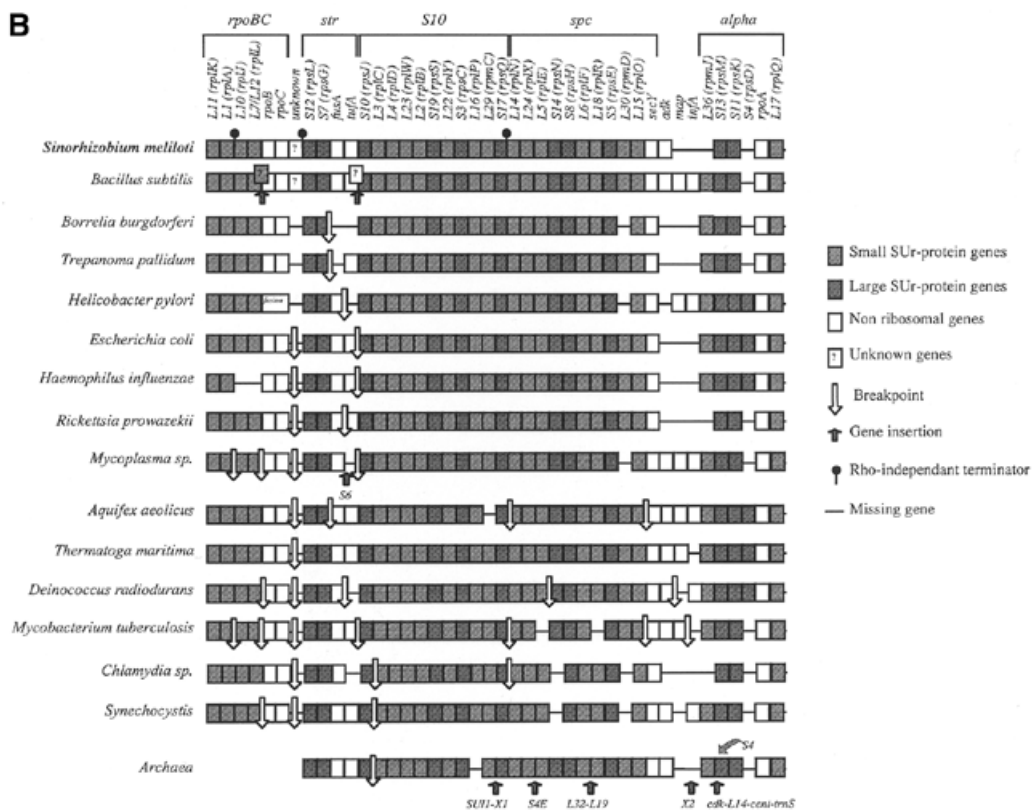 B
rpoBC str S10 spc alpha
L11 (rplK)
L1 (rplA)
L10 (rplJ)
L7/L12 (rplL)
rpoB
rpoC
unknown
S12 (rpsL)
S7 (rpsG)
fusA
tufA
S10 (rpsJ)
L3 (rplC)
L4 (rplD)
L23 (rplW)
L2 (rplB)
S19 (rpsS)
L22 (rplV)
S3 (rpsC)
L16 (rplP)
L29 (rpmC)
S17 (rpsQ)
L14 (rplN)
L24 (rplX)
L5 (rplE)
S14 (rpsN)
S8 (rpsH)
L6 (rplF)
L18 (rplR)
S5 (rpsE)
L30 (rpmD)
L15 (rplO)
secY
adk
map
infA
L36 (rpmJ)
S13 (rpsM)
S11 (rpsK)
S4 (rpsD)
rpoA
L17 (rplQ)
Sinorhizobium meliloti ?
Bacillus subtilis ? ? ?
Borrelia burgdorferi
Trepanoma pallidum
Helicobacter pylori
Escherichia coli
Haemophilus influenzae
Rickettsia prowazekii
Mycoplasma sp.
S6
Aquifex aeolicus
Thermatoga maritima
Deinococcus radiodurans
Mycobacterium tuberculosis
Chlamydia sp.
Synechocystis
S4
Archaea
SUI1-X1 S4E L32-L19 X2
Small SUr-protein genes
Large SUr-protein genes
Non ribosomal genes
? Unknown genes
Breakpoint
Gene insertion
Rho-independant terminator
Missing gene